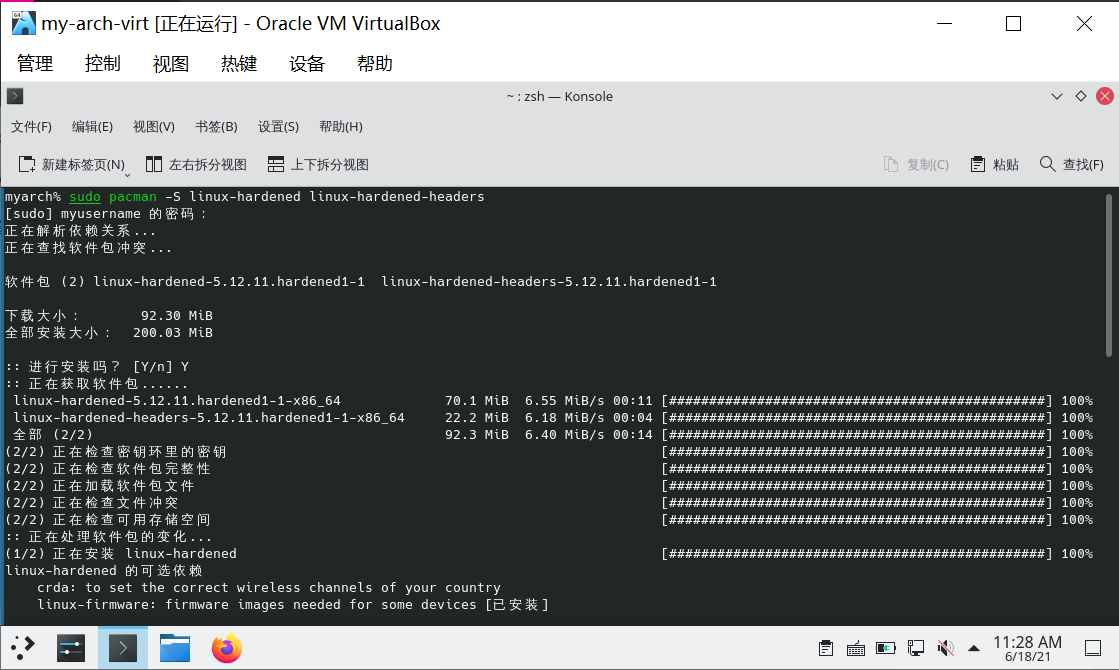 my-arch-virt [正在运行] - Oracle VM VirtualBox
管理 控制 视图 热键 设备 帮助
~ : zsh — Konsole
文件(F) 编辑(E) 视图(V) 书签(B) 设置(S) 帮助(H)
新建标签页(N) 左右拆分视图 上下拆分视图 复制(C) 粘贴 查找(F)
myarch% sudo pacman -S linux-hardened linux-hardened-headers
[sudo] myusername 的密码：
正在解析依赖关系...
正在查找软件包冲突...
软件包 (2) linux-hardened-5.12.11.hardened1-1  linux-hardened-headers-5.12.11.hardened1-1
下载大小：  92.30 MiB
全部安装大小：  200.03 MiB
:: 进行安装吗？ [Y/n] Y
:: 正在获取软件包......
linux-hardened-5.12.11.hardened1-1-x86_64 70.1 MiB 6.55 MiB/s 00:11 [###############################################] 100%
linux-hardened-headers-5.12.11.hardened1-1-x86_64 22.2 MiB 6.18 MiB/s 00:04 [###############################################] 100%
全部 (2/2) 92.3 MiB 6.40 MiB/s 00:14 [###############################################] 100%
(2/2) 正在检查密钥环里的密钥 [###############################################] 100%
(2/2) 正在检查软件包完整性 [###############################################] 100%
(2/2) 正在加载软件包文件 [###############################################] 100%
(2/2) 正在检查文件冲突 [###############################################] 100%
(2/2) 正在检查可用存储空间 [###############################################] 100%
:: 正在处理软件包的变化...
(1/2) 正在安装 linux-hardened [###############################################] 100%
linux-hardened 的可选依赖
crda: to set the correct wireless channels of your country
linux-firmware: firmware images needed for some devices [已安装]
11:28 AM
6/18/21